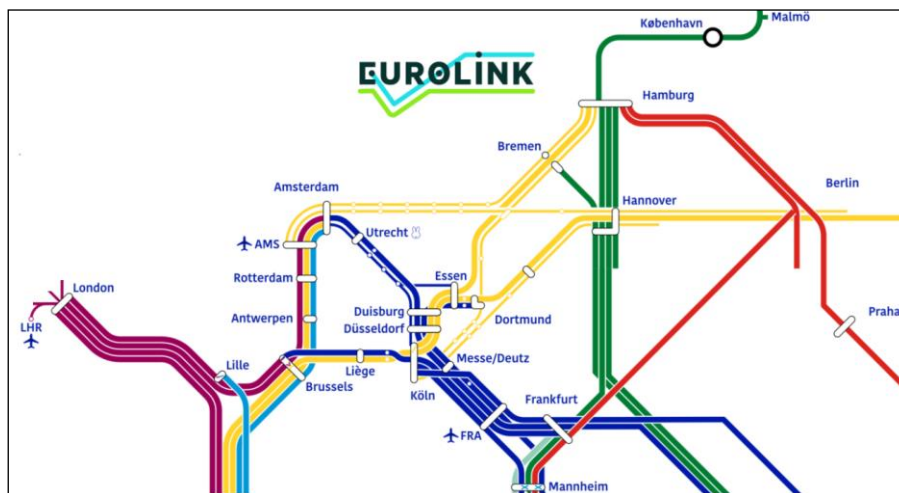 Malmö
København
EUROLINK
Hamburg
Bremen
Berlin
Amsterdam
Hannover
Utrecht
AMS
Rotterdam
Essen
London
Antwerpen
Duisburg
Dortmund
Praha
LHR
Düsseldorf
Lille
Liège
Messe/Deutz
Brussels
Köln
Frankfurt
FRA
Mannheim